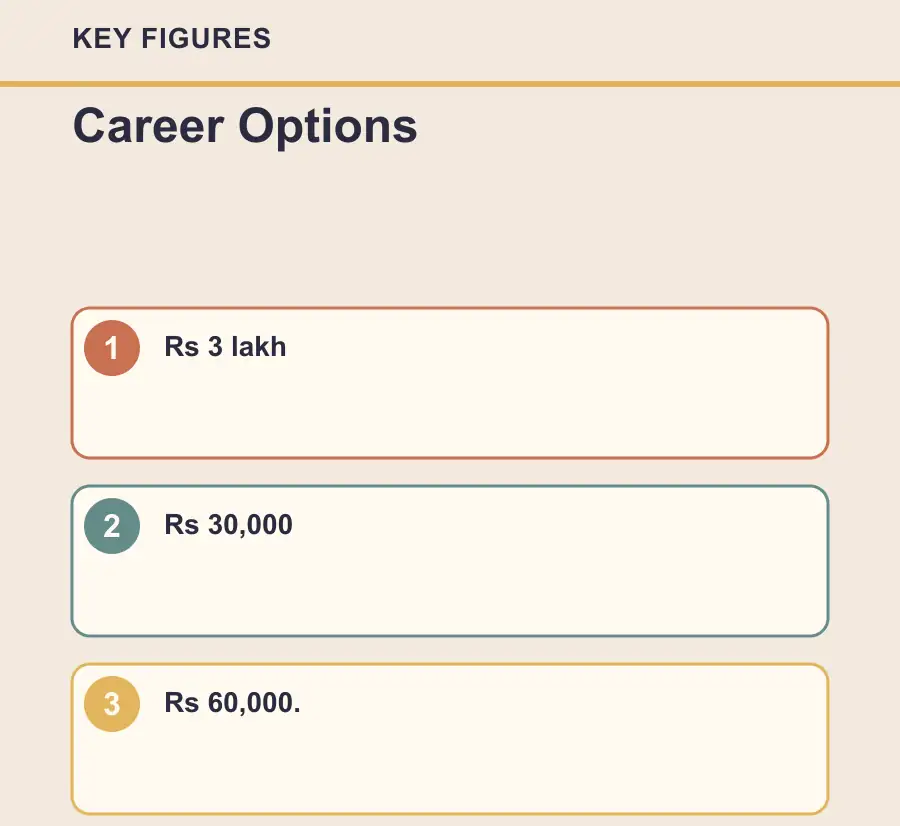 KEY FIGURES
Career Options
1 Rs 3 lakh
2 Rs 30,000
3 Rs 60,000.